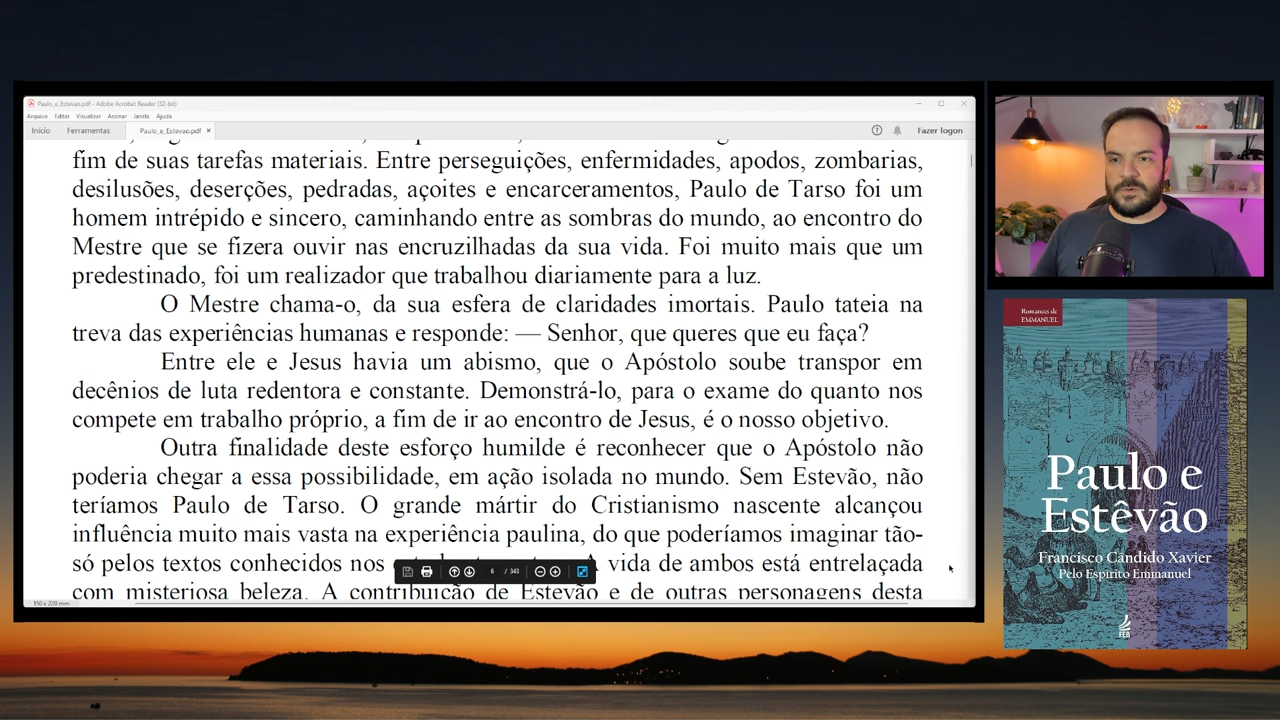 Paulo_e_Estevao.pdf - Adobe Acrobat Reader (32-bit)
Arquivo Editar Visualizar Assinar Janela Ajuda
Início Ferramentas Paulo_e_Estevao.pdf × Fazer logon
fim de suas tarefas materiais. Entre perseguições, enfermidades, apodos, zombarias,
desilusões, deserções, pedradas, açoites e encarceramentos, Paulo de Tarso foi um
homem intrépido e sincero, caminhando entre as sombras do mundo, ao encontro do
Mestre que se fizera ouvir nas encruzilhadas da sua vida. Foi muito mais que um
predestinado, foi um realizador que trabalhou diariamente para a luz.
O Mestre chama-o, da sua esfera de claridades imortais. Paulo tateia na
treva das experiências humanas e responde: — Senhor, que queres que eu faça?
Entre ele e Jesus havia um abismo, que o Apóstolo soube transpor em
decênios de luta redentora e constante. Demonstrá-lo, para o exame do quanto nos
compete em trabalho próprio, a fim de ir ao encontro de Jesus, é o nosso objetivo.
Outra finalidade deste esforço humilde é reconhecer que o Apóstolo não
poderia chegar a essa possibilidade, em ação isolada no mundo. Sem Estevão, não
teríamos Paulo de Tarso. O grande mártir do Cristianismo nascente alcançou
influência muito mais vasta na experiência paulina, do que poderíamos imaginar tão-
só pelos textos conhecidos nos vida de ambos está entrelaçada
6 / 343
com misteriosa beleza. A contribuição de Estevão e de outras personagens desta
150 x 220 mm
Romances de
EMMANUEL
Paulo e
Estêvão
Francisco Cândido Xavier
Pelo Espírito Emmanuel
FEB